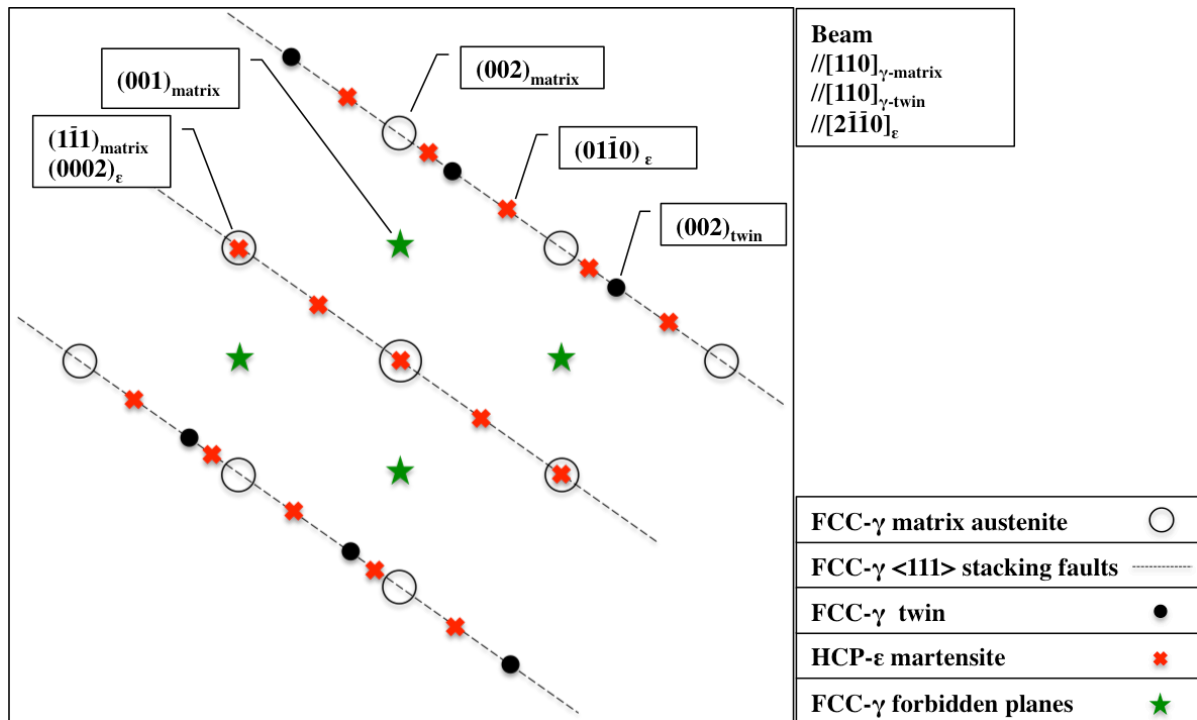 (001)matrix
(002)matrix
(11̄1)matrix
(0002)ε
(011̄0) ε
(002)twin
Beam
//[110]γ-matrix
//[110]γ-twin
//[21̄1̄0]ε
FCC-γ matrix austenite
FCC-γ <111> stacking faults
FCC-γ twin
HCP-ε martensite
FCC-γ forbidden planes